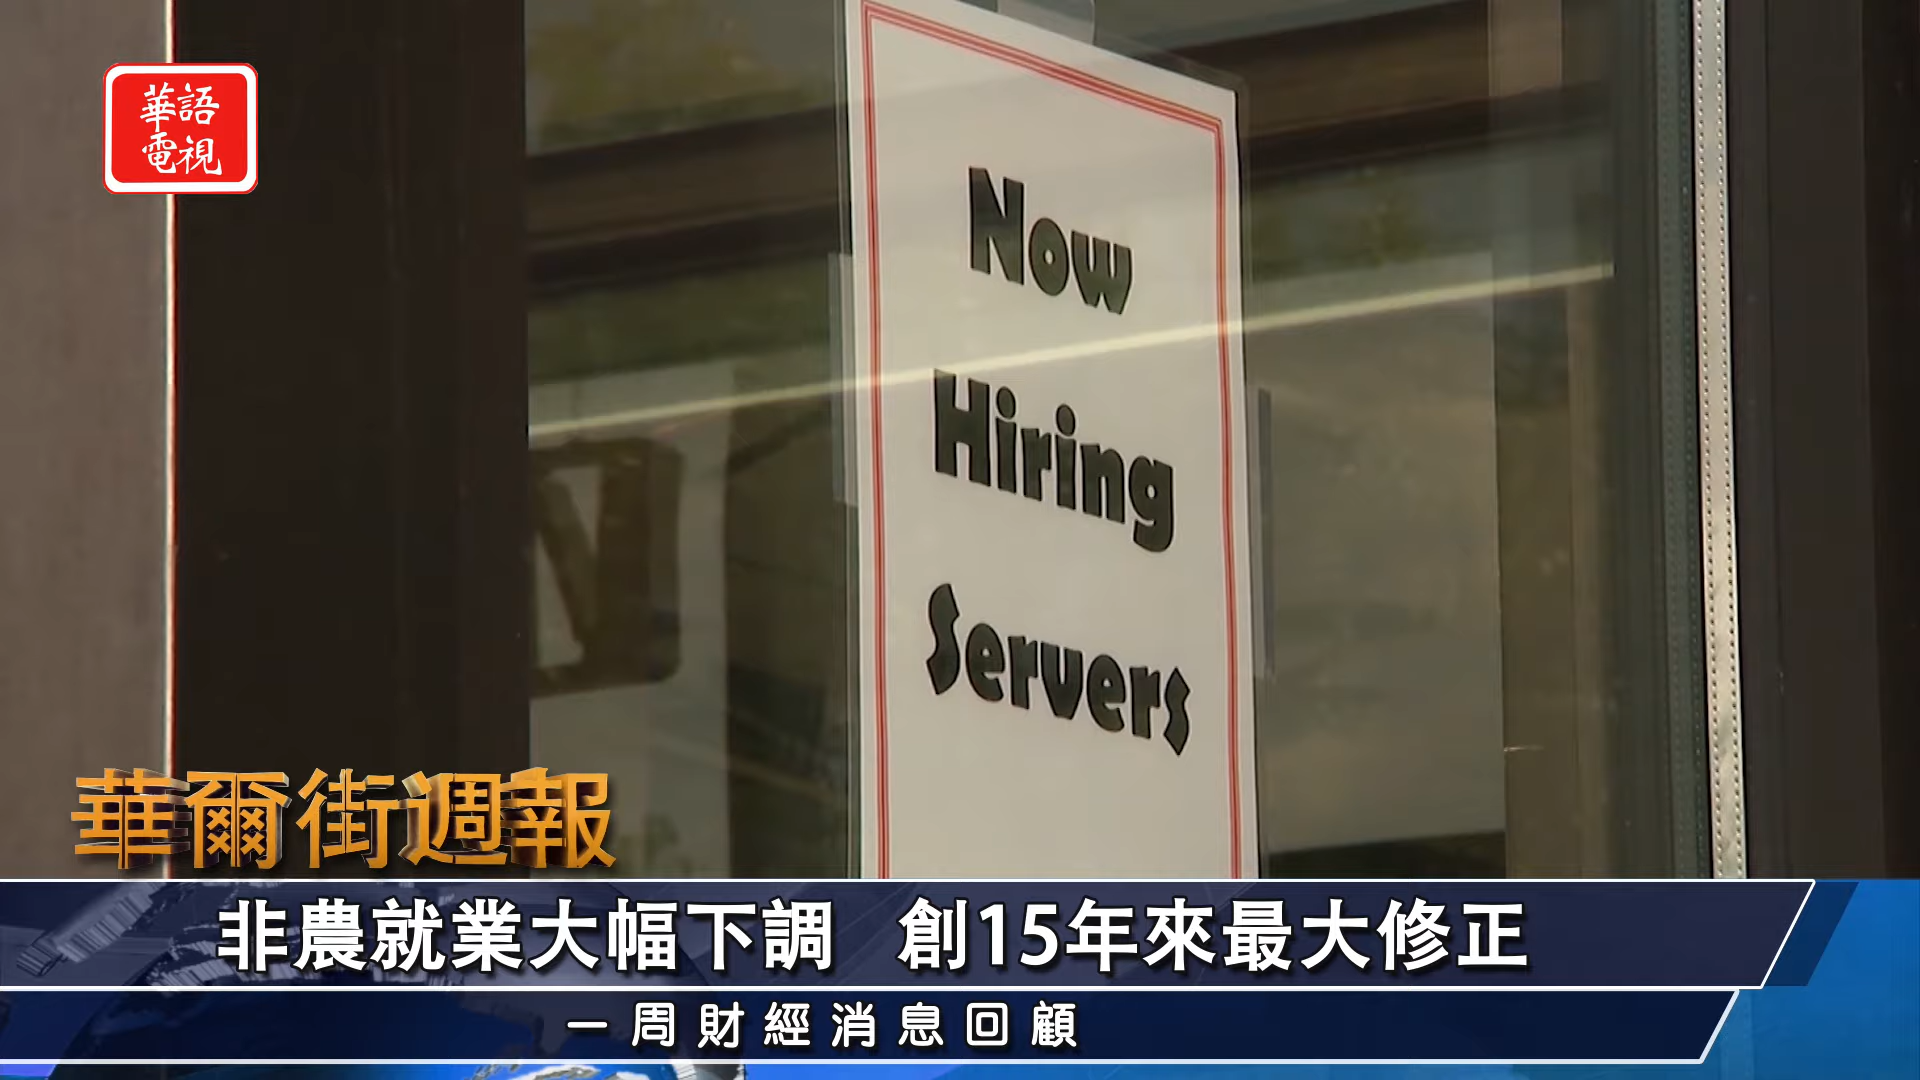 華語
電視
Now
Hiring
Servers
華爾街週報
非農就業大幅下調 創15年來最大修正
一周財經消息回顧